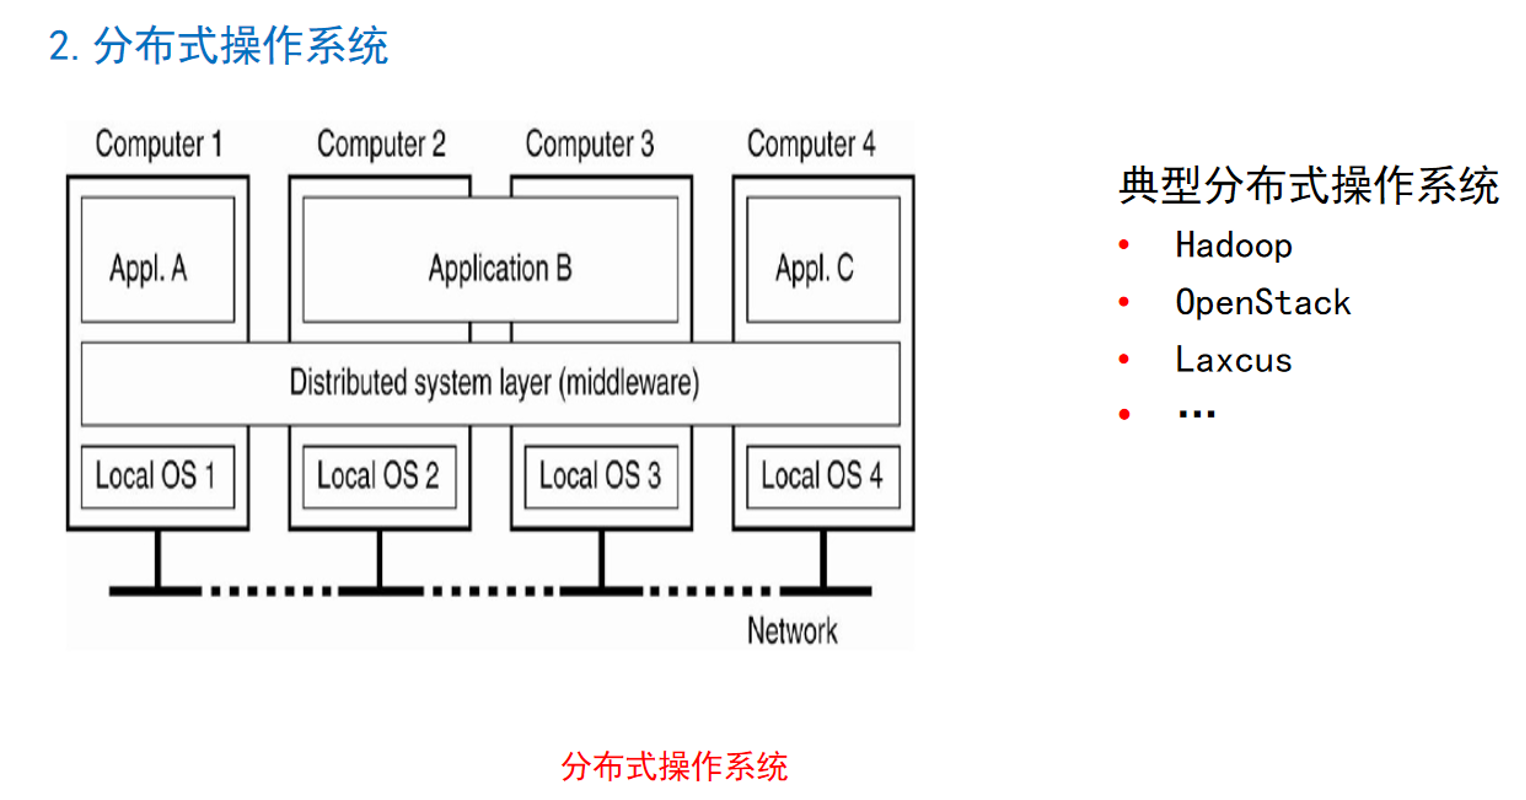 2. 分布式操作系统
Computer 1 Computer 2 Computer 3 Computer 4
Appl. A Application B Appl. C
Distributed system layer (middleware)
Local OS 1 Local OS 2 Local OS 3 Local OS 4
Network
典型分布式操作系统
• Hadoop
• OpenStack
• Laxcus
• …
分布式操作系统